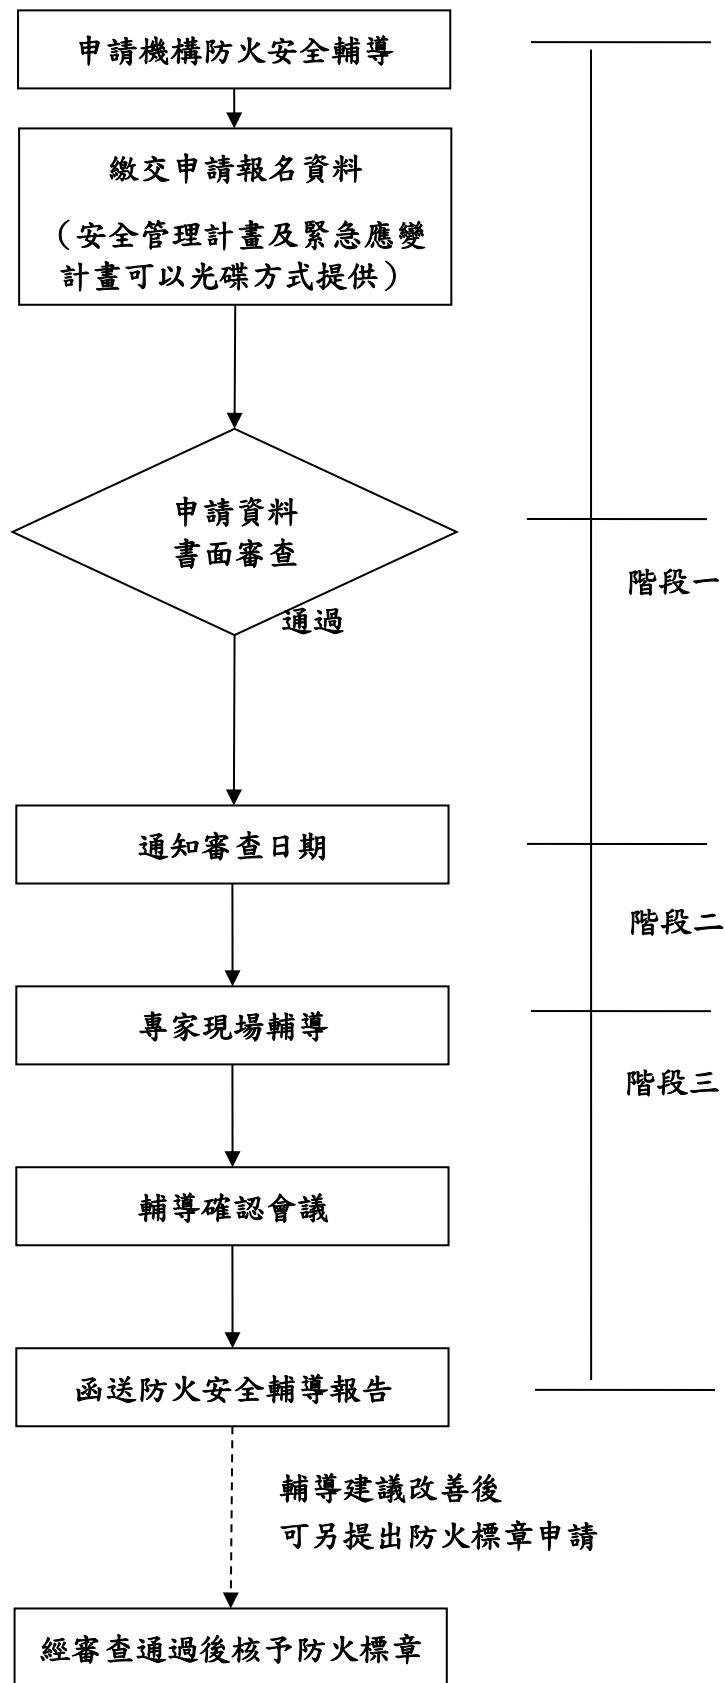 申請機構防火安全輔導
繳交申請報名資料
（安全管理計畫及緊急應變
計畫可以光碟方式提供）
申請資料
書面審查
階段一
通過
通知審查日期
階段二
專家現場輔導
階段三
輔導確認會議
函送防火安全輔導報告
輔導建議改善後
可另提出防火標章申請
經審查通過後核予防火標章